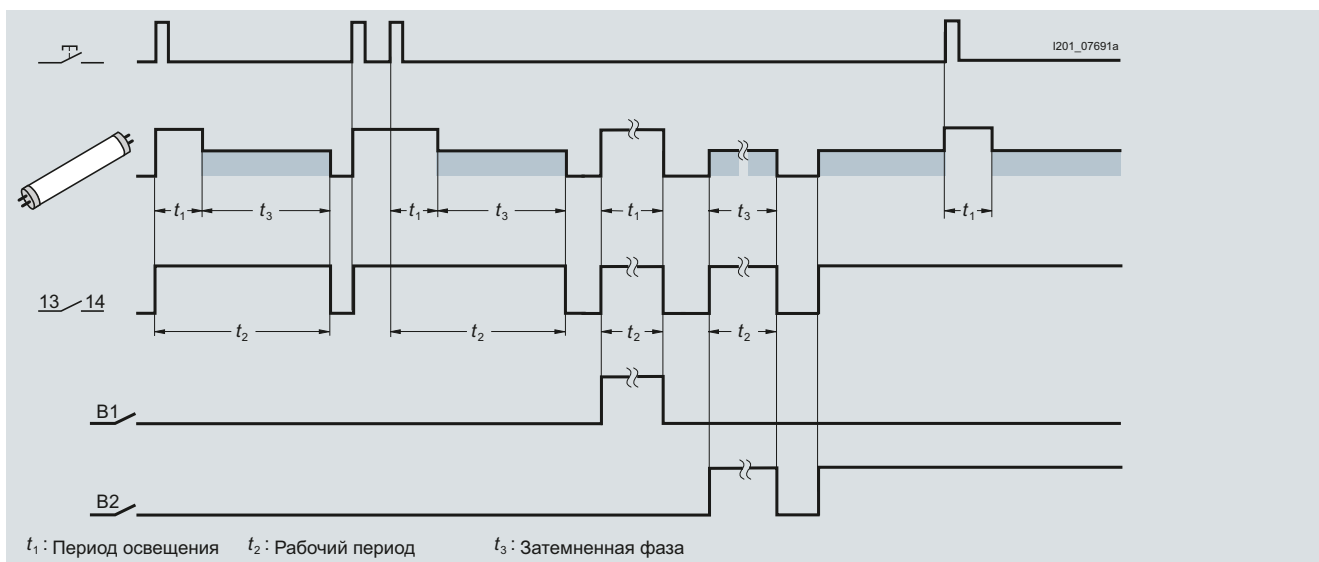 I201_07691a
t1 t3 t1 t3 t1 t3 t1
13 14
t2 t2 t2 t2
B1
B2
t1 : Период освещения t2 : Рабочий период t3 : Затемненная фаза